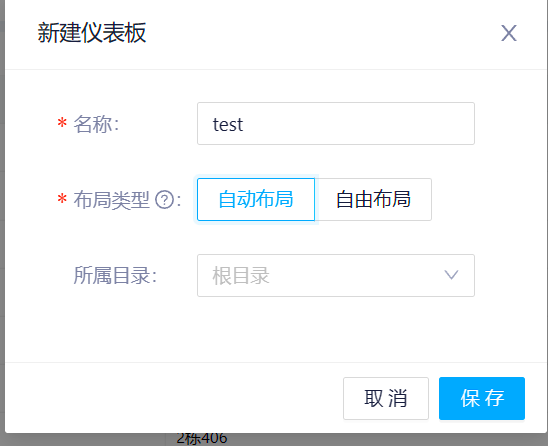 新建仪表板
* 名称:
test
* 布局类型 ? :
自动布局 自由布局
所属目录:
根目录
取 消 保 存
2栋406